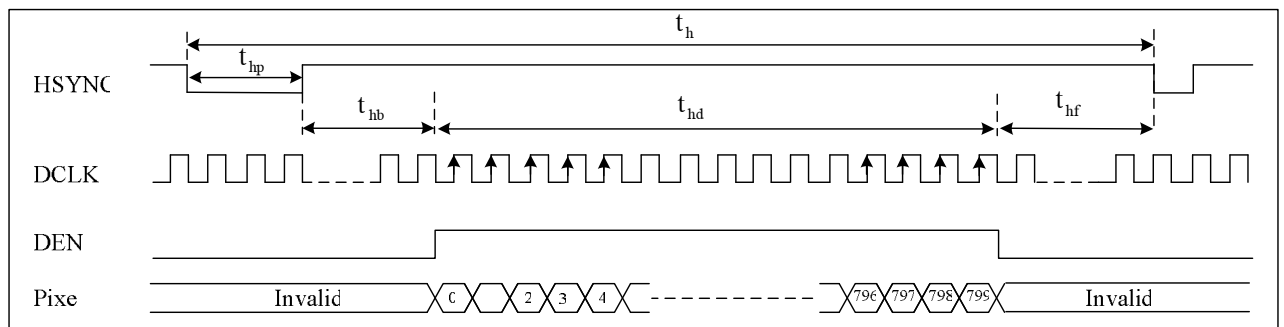 t_h
t_hp
HSYNC
t_hb t_hd t_hf
DCLK
DEN
Pixe Invalid 0 2 3 4 796 797 798 799 Invalid